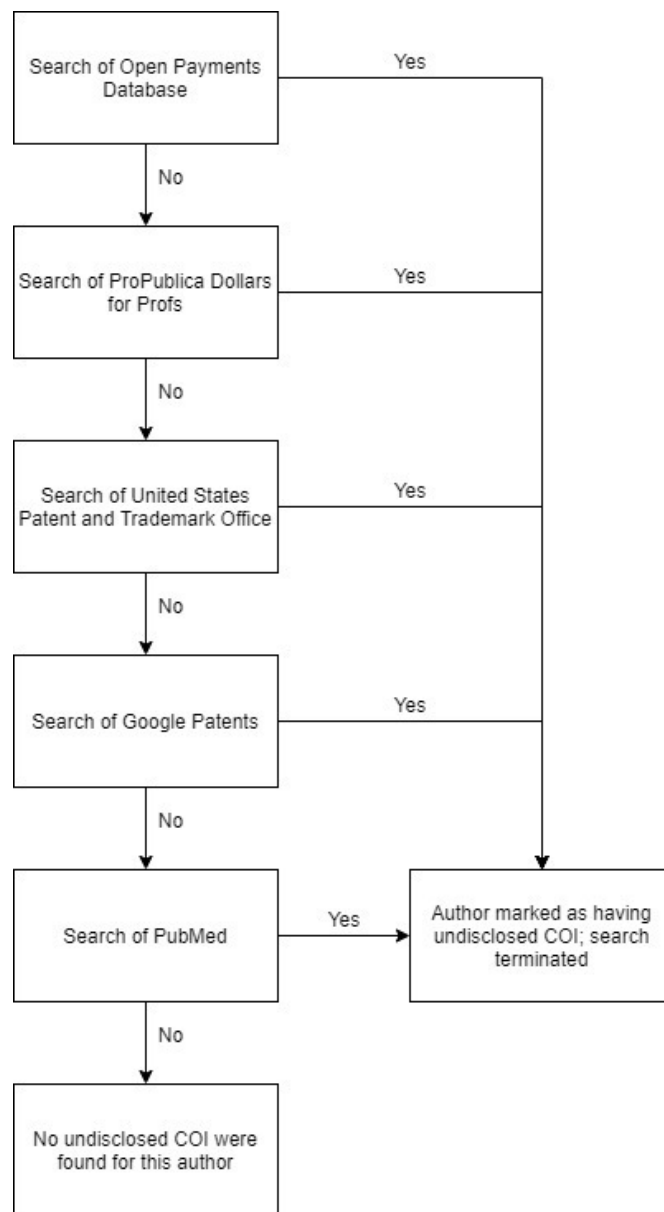 Search of Open Payments
Database
Yes
No
Search of ProPublica Dollars
for Profs
Yes
No
Search of United States
Patent and Trademark Office
Yes
No
Search of Google Patents
Yes
No
Search of PubMed
Yes
Author marked as having
undisclosed COI; search
terminated
No
No undisclosed COI were
found for this author